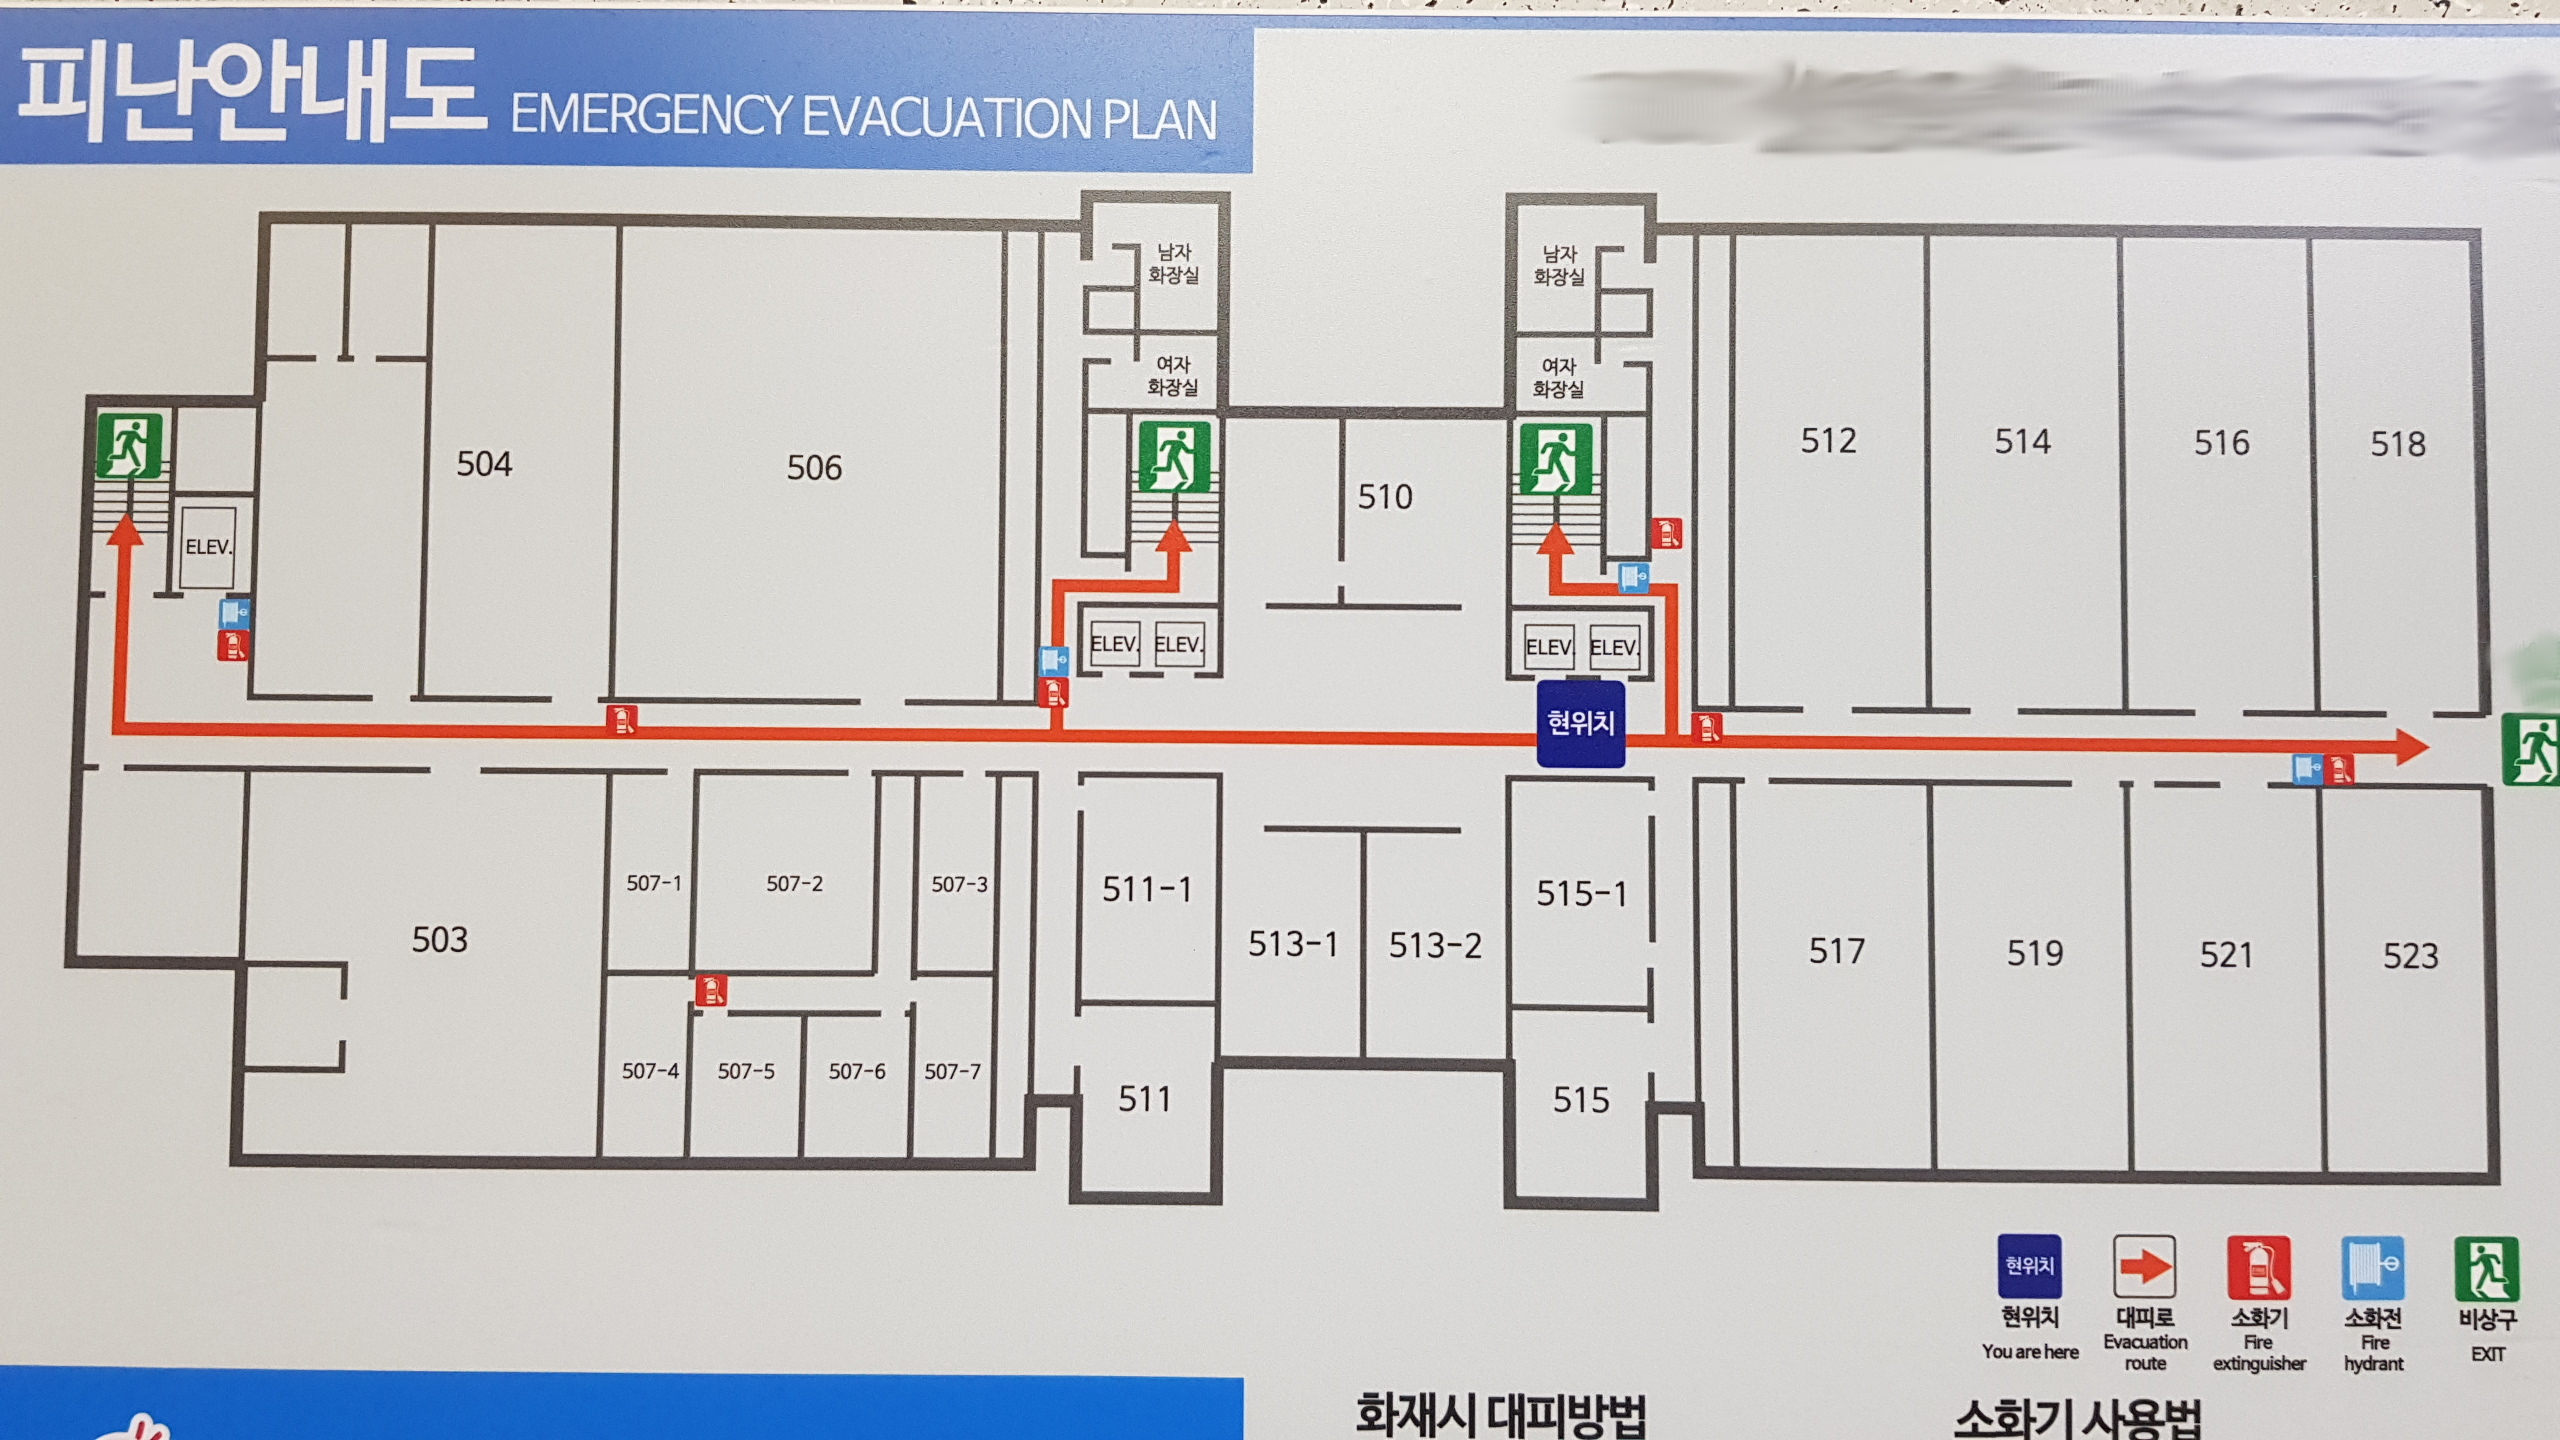 피난안내도 EMERGENCY EVACUATION PLAN
남자
화장실
남자
화장실
여자
화장실
여자
화장실
504
506
510
512
514
516
518
ELEV.
ELEV.
ELEV.
ELEV.
ELEV.
현위치
503
507-1
507-2
507-3
507-4
507-5
507-6
507-7
511-1
511
513-1
513-2
515-1
515
517
519
521
523
현위치
현위치
You are here
대피로
Evacuation
route
소화기
Fire
extinguisher
소화전
Fire
hydrant
비상구
EXIT
화재시 대피방법
소화기 사용법